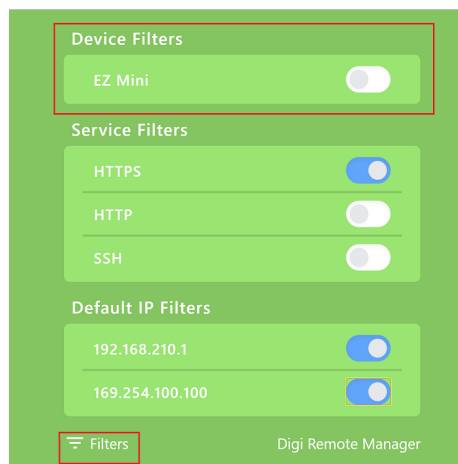 Device Filters
EZ Mini
Service Filters
HTTPS
HTTP
SSH
Default IP Filters
192.168.210.1
169.254.100.100
Filters
Digi Remote Manager